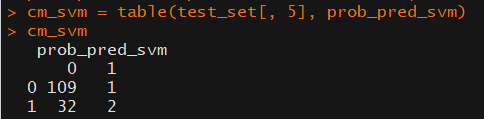 > cm_svm = table(test_set[, 5], prob_pred_svm)
> cm_svm
   prob_pred_svm
      0   1
  0 109   1
  1  32   2